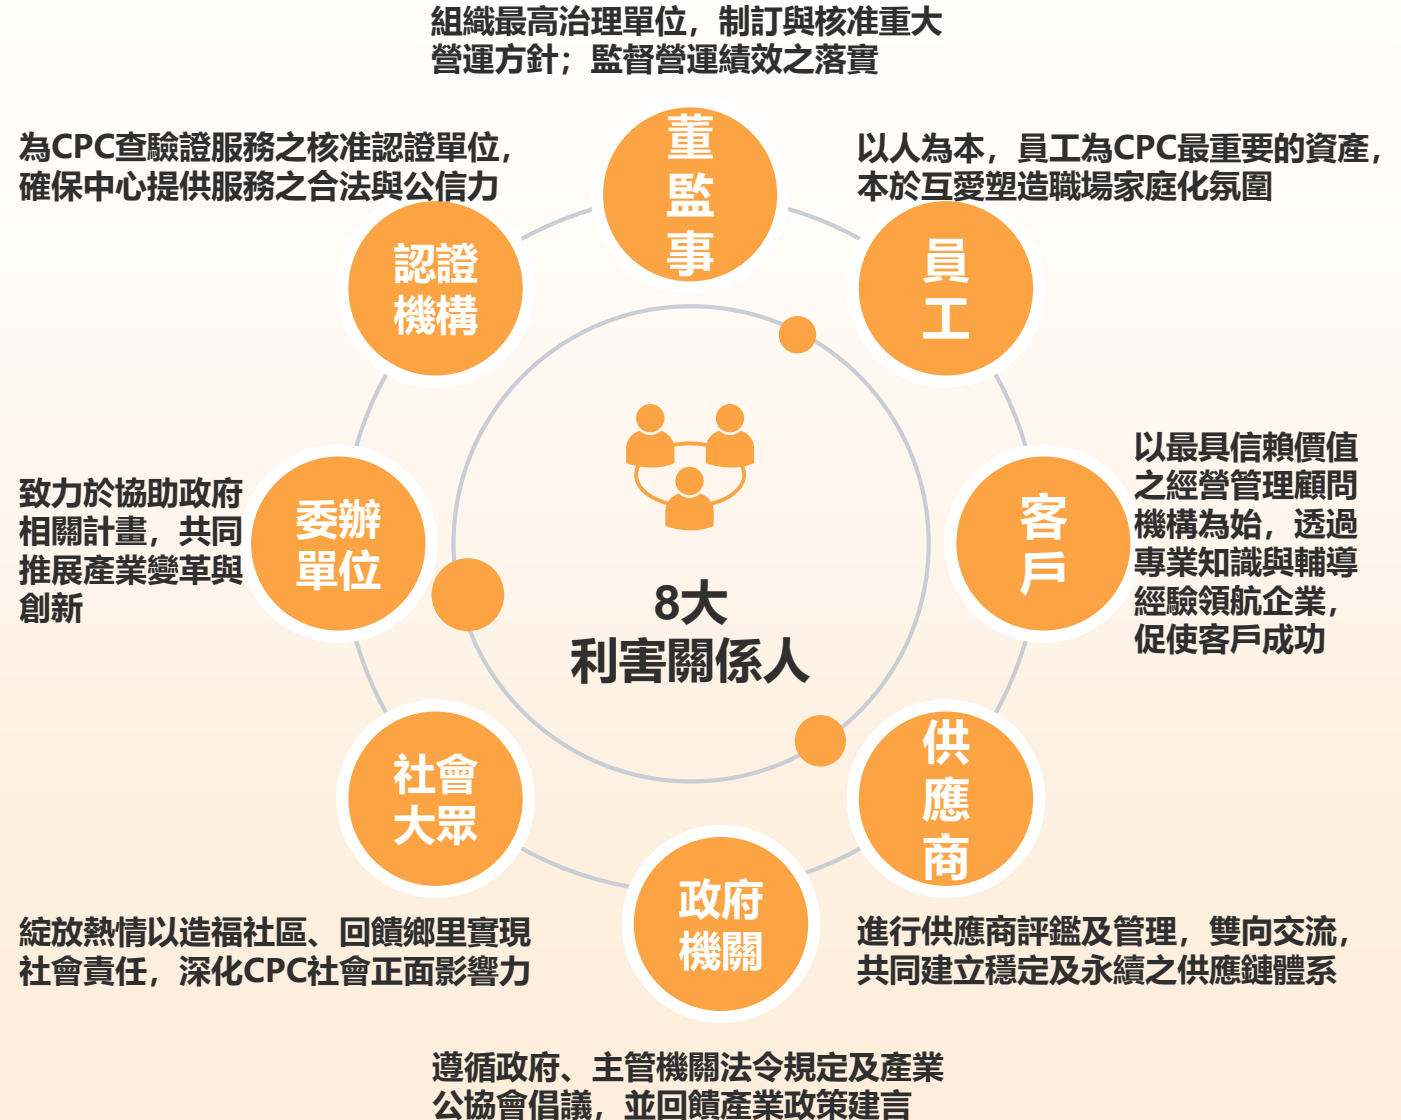 組織最高治理單位，制訂與核准重大
營運方針；監督營運績效之落實
董
監
事
以人為本，員工為CPC最重要的資產，
本於互愛塑造職場家庭化氛圍
員
工
以最具信賴價值
之經營管理顧問
機構為始，透過
專業知識與輔導
經驗領航企業，
促使客戶成功
客
戶
供
應
商
進行供應商評鑑及管理，雙向交流，
共同建立穩定及永續之供應鏈體系
政府
機關
遵循政府、主管機關法令規定及產業
公協會倡議，並回饋產業政策建言
社會
大眾
綻放熱情以造福社區、回饋鄉里實現
社會責任，深化CPC社會正面影響力
委辦
單位
致力於協助政府
相關計畫，共同
推展產業變革與
創新
為CPC查驗證服務之核准認證單位，
確保中心提供服務之合法與公信力
認證
機構
8大
利害關係人